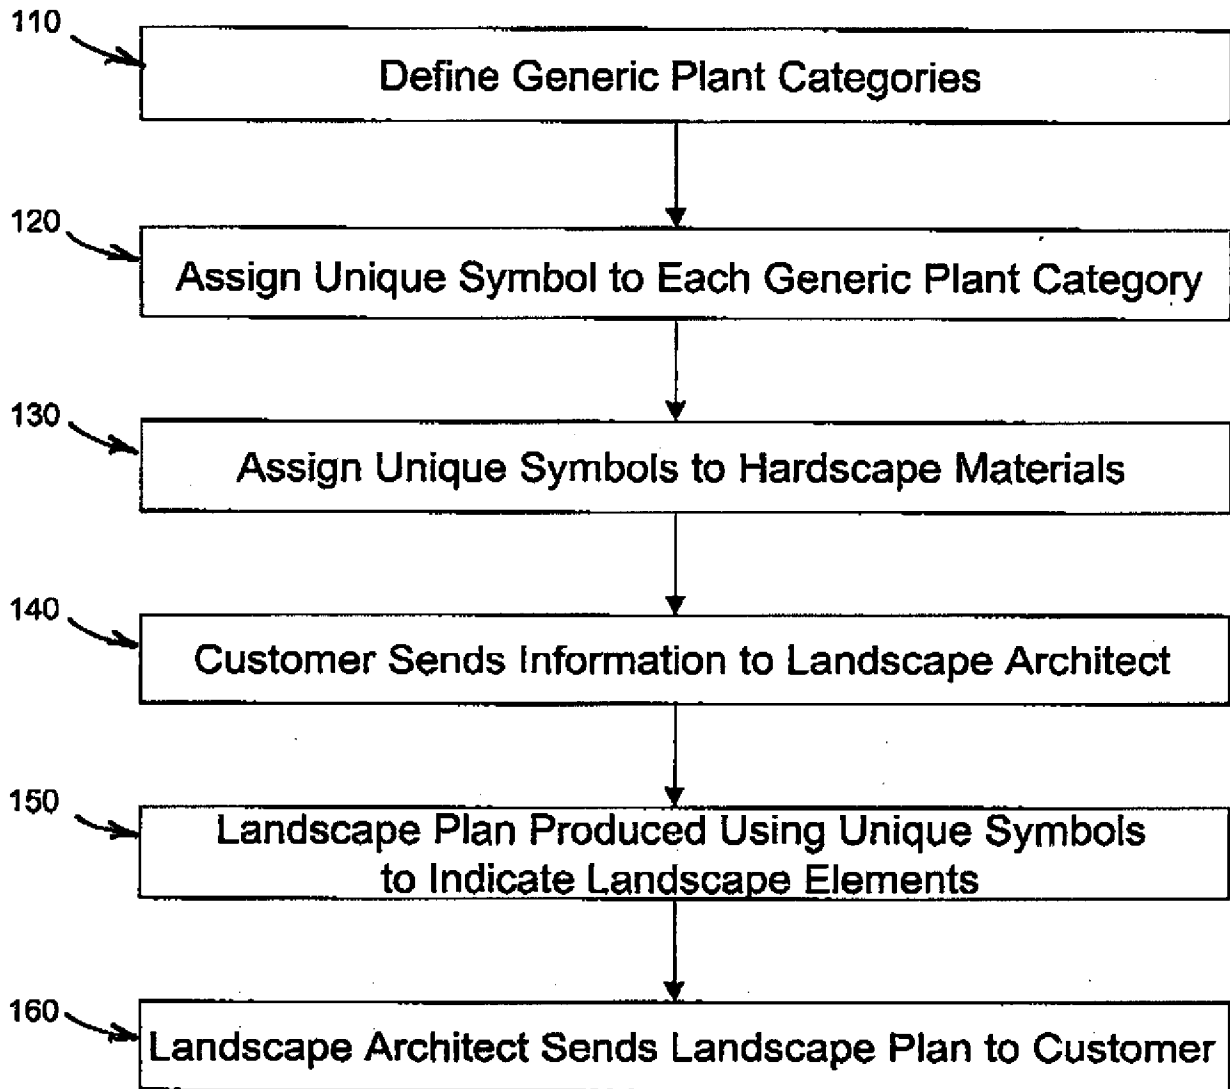 110
Define Generic Plant Categories
120
Assign Unique Symbol to Each Generic Plant Category
130
Assign Unique Symbols to Hardscape Materials
140
Customer Sends Information to Landscape Architect
150
Landscape Plan Produced Using Unique Symbols
to Indicate Landscape Elements
160
Landscape Architect Sends Landscape Plan to Customer